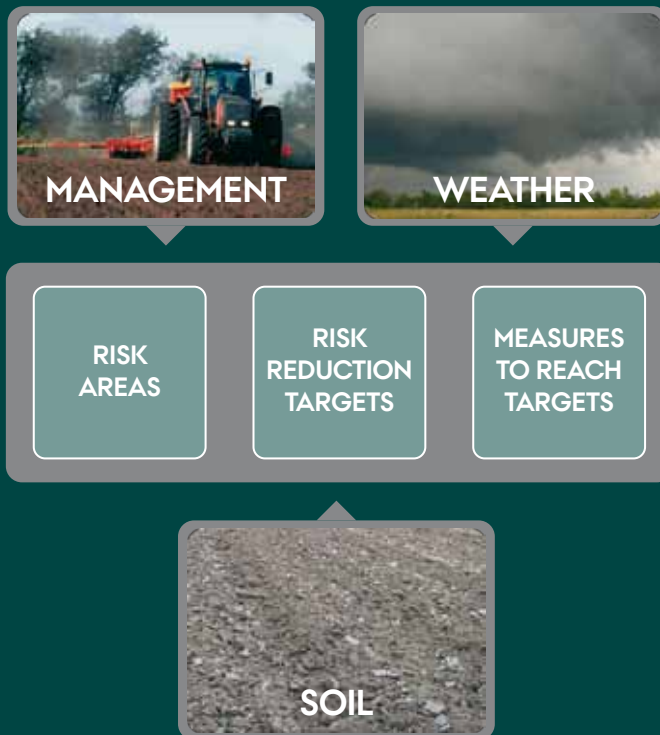 MANAGEMENT
WEATHER
RISK
AREAS
RISK
REDUCTION
TARGETS
MEASURES
TO REACH
TARGETS
SOIL